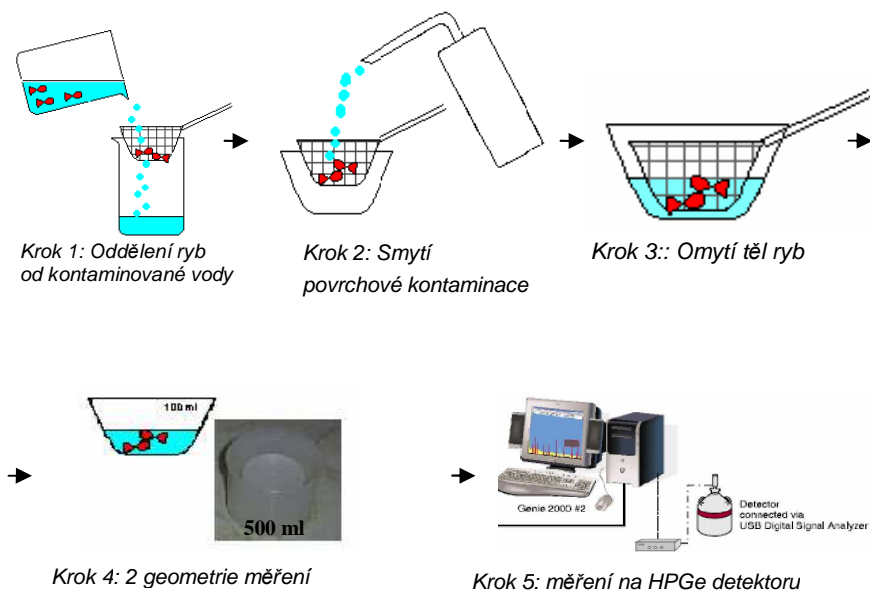 Krok 1: Oddělení ryb
od kontaminované vody
Krok 2: Smytí
povrchové kontaminace
Krok 3:: Omytí těl ryb
100 ml
500 ml
Krok 4: 2 geometrie měření
Genie 2000 #2
Detector
connected via
USB Digital Signal Analyzer
Krok 5: měření na HPGe detektoru